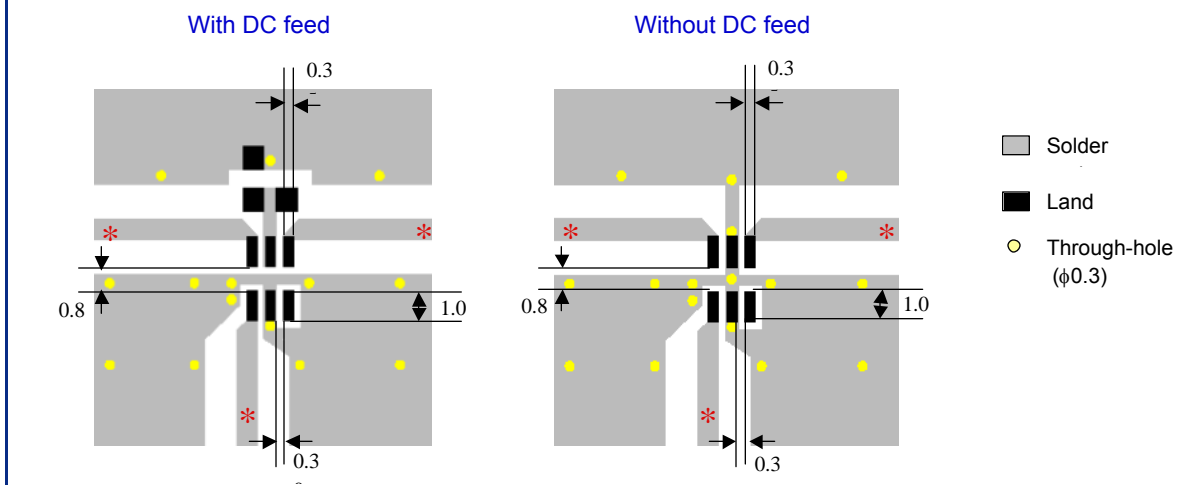 With DC feed
Without DC feed
0.3
0.3
Solder
Land
Through-hole
(ϕ0.3)
*
*
*
*
0.8
1.0
0.8
1.0
*
*
0.3
0.3